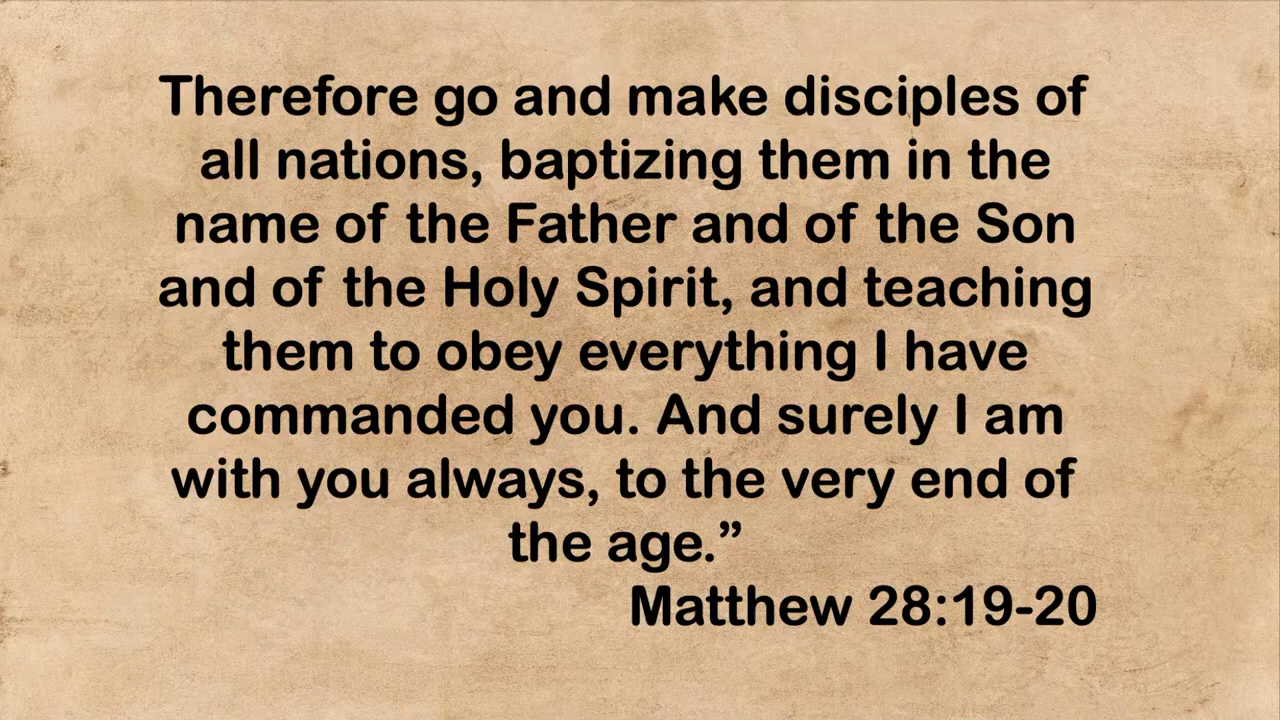 Therefore go and make disciples of
all nations, baptizing them in the
name of the Father and of the Son
and of the Holy Spirit, and teaching
them to obey everything I have
commanded you. And surely I am
with you always, to the very end of
the age.”
Matthew 28:19-20